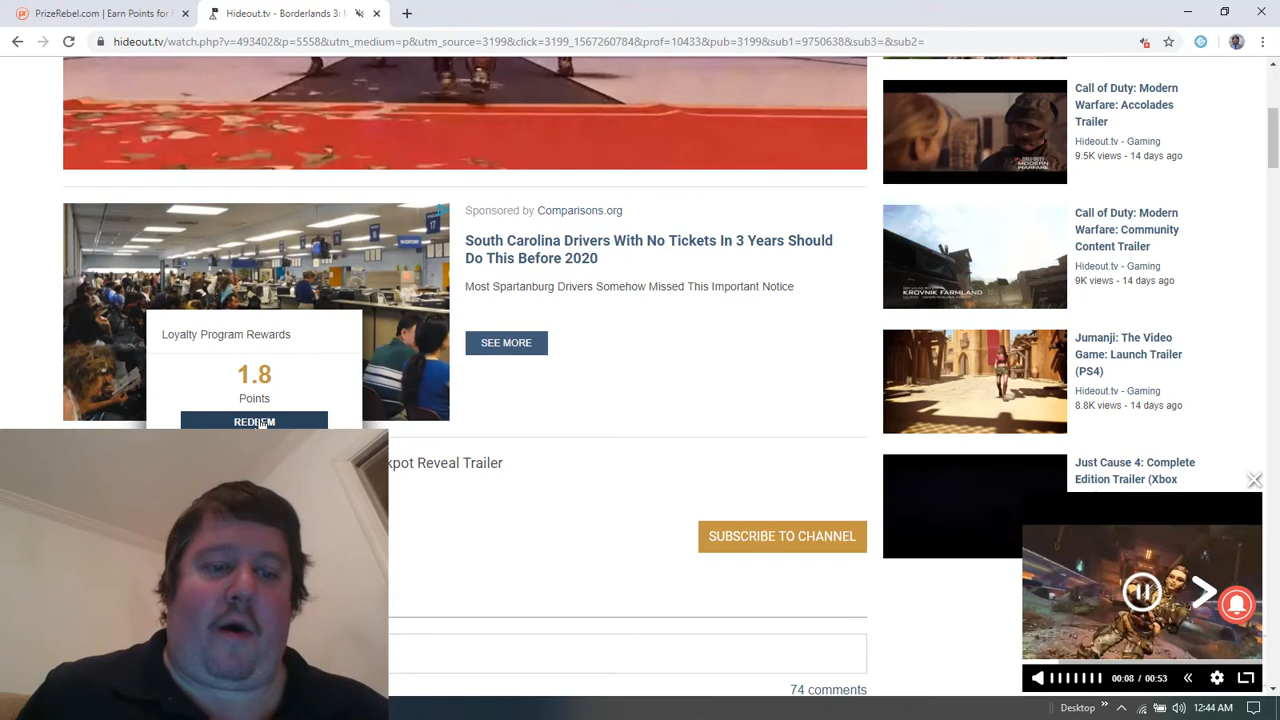 PrizeRebel.com | Earn Points for
Hideout.tv - Borderlands 3:
hideout.tv/watch.php?v=493402&p=5558&utm_medium=p&utm_source=3199&click=3199_1567260784&prof=10433&pub=3199&sub1=9750638&sub3=&sub2=
Call of Duty: Modern
Warfare: Accolades
Trailer
Hideout.tv - Gaming
9.5K views - 14 days ago
Sponsored by Comparisons.org
South Carolina Drivers With No Tickets In 3 Years Should
Do This Before 2020
Most Spartanburg Drivers Somehow Missed This Important Notice
SEE MORE
17
Call of Duty: Modern
Warfare: Community
Content Trailer
Hideout.tv - Gaming
9K views - 14 days ago
KROVNIK FARMLAND
Loyalty Program Rewards
1.8
Points
REDEEM
Jumanji: The Video
Game: Launch Trailer
(PS4)
Hideout.tv - Gaming
8.8K views - 14 days ago
kpot Reveal Trailer
Just Cause 4: Complete
Edition Trailer (Xbox
SUBSCRIBE TO CHANNEL
00:08 / 00:53
74 comments
Desktop
12:44 AM